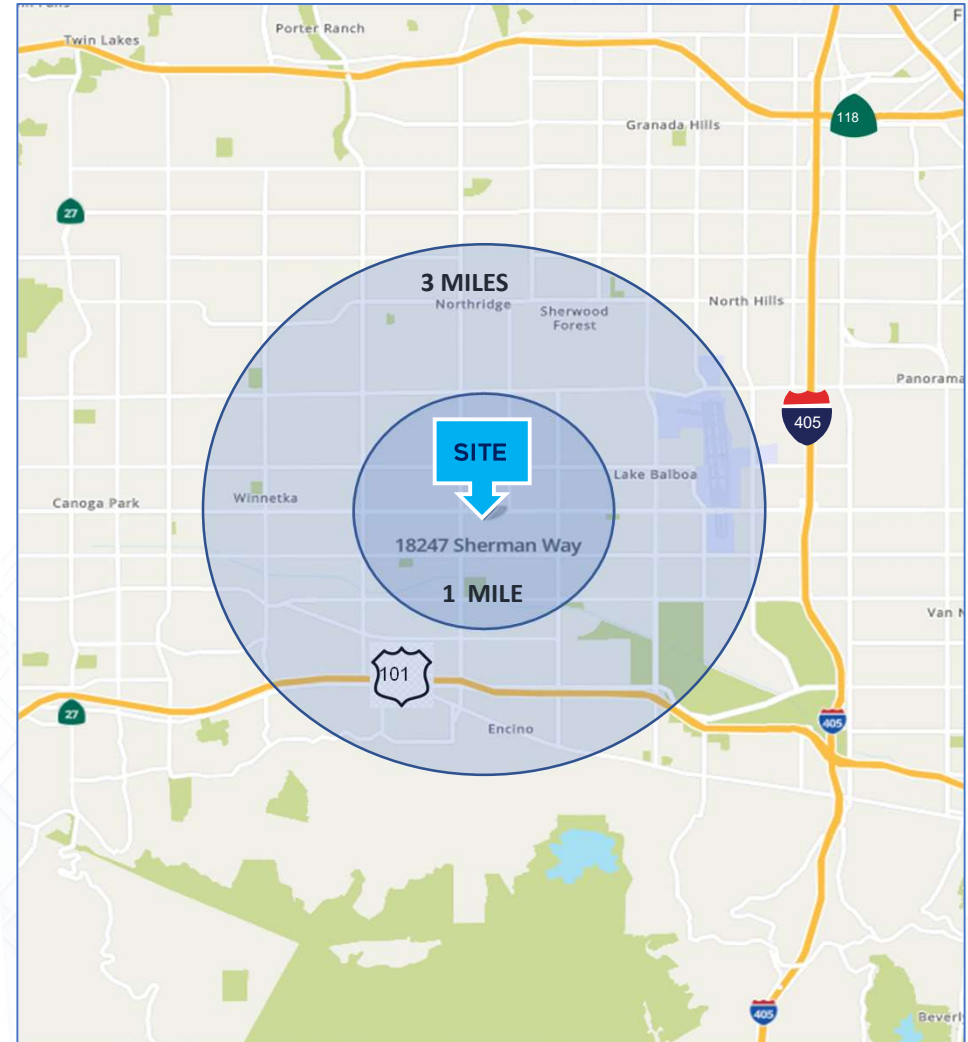 Twin Lakes
Porter Ranch
F
118
Granada Hills
27
3 MILES
Northridge
Sherwood
Forest
North Hills
Panorama
405
SITE
Lake Balboa
Winnetka
Canoga Park
18247 Sherman Way
1 MILE
Van N
101
27
Encino
405
405
Beverl